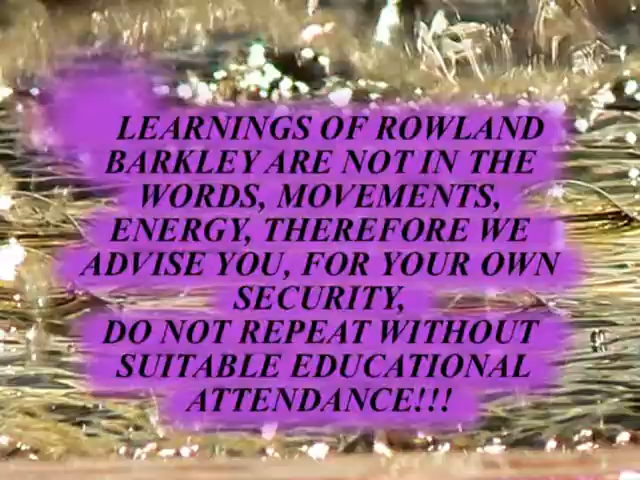 LEARNINGS OF ROWLAND
BARKLEY ARE NOT IN THE
WORDS, MOVEMENTS,
ENERGY, THEREFORE WE
ADVISE YOU, FOR YOUR OWN
SECURITY,
DO NOT REPEAT WITHOUT
SUITABLE EDUCATIONAL
ATTENDANCE!!!